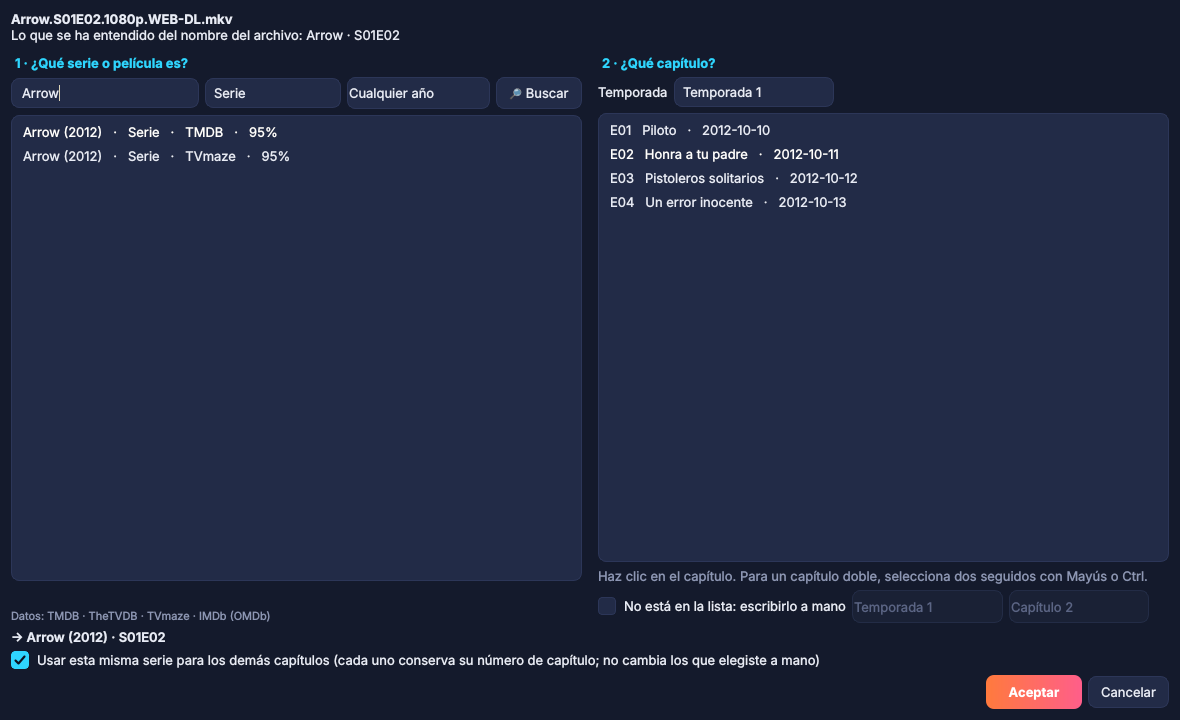 Arrow.S01E02.1080p.WEB-DL.mkv
Lo que se ha entendido del nombre del archivo: Arrow · S01E02
1 · ¿Qué serie o película es?
Arrow
Serie
Cualquier año
🔎 Buscar
Arrow (2012) · Serie · TMDB · 95%
Arrow (2012) · Serie · TVmaze · 95%
Datos: TMDB · TheTVDB · TVmaze · IMDb (OMDb)
2 · ¿Qué capítulo?
Temporada
Temporada 1
E01 Piloto · 2012-10-10
E02 Honra a tu padre · 2012-10-11
E03 Pistoleros solitarios · 2012-10-12
E04 Un error inocente · 2012-10-13
Haz clic en el capítulo. Para un capítulo doble, selecciona dos seguidos con Mayús o Ctrl.
No está en la lista: escribirlo a mano
Temporada 1
Capítulo 2
→ Arrow (2012) · S01E02
Usar esta misma serie para los demás capítulos (cada uno conserva su número de capítulo; no cambia los que elegiste a mano)
Aceptar
Cancelar